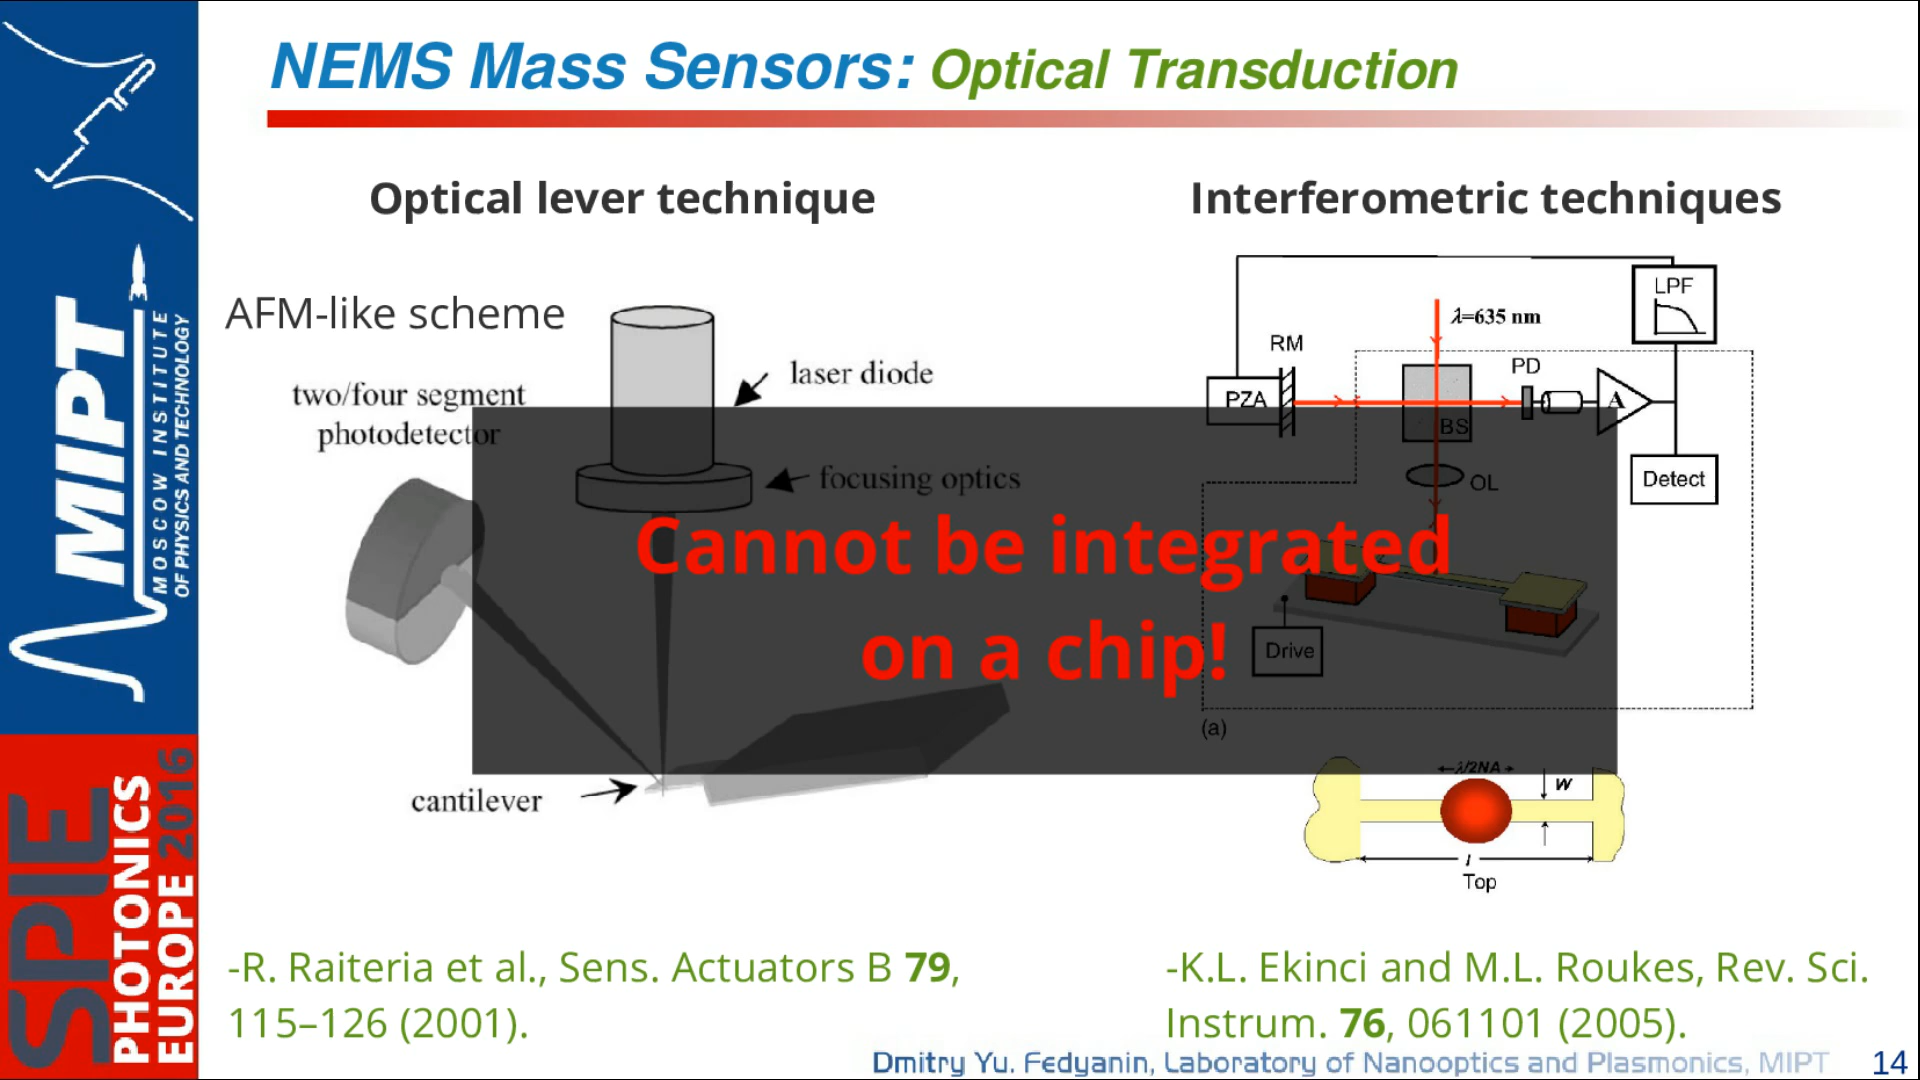 NEMS Mass Sensors: Optical Transduction
Optical lever technique
AFM-like scheme
two/four segment
photodetector
laser diode
focusing optics
cantilever
Interferometric techniques
LPF
λ=635 nm
RM
PD
PZA
A
BS
OL
Detect
Drive
(a)
λ/2NA
w
l
Top
Cannot be integrated
on a chip!
-R. Raiteria et al., Sens. Actuators B 79,
115–126 (2001).
-K.L. Ekinci and M.L. Roukes, Rev. Sci.
Instrum. 76, 061101 (2005).
Dmitry Yu. Fedyanin, Laboratory of Nanooptics and Plasmonics, MIPT
14
MIPT
MOSCOW INSTITUTE
OF PHYSICS AND TECHNOLOGY
SPIE
PHOTONICS
EUROPE 2016